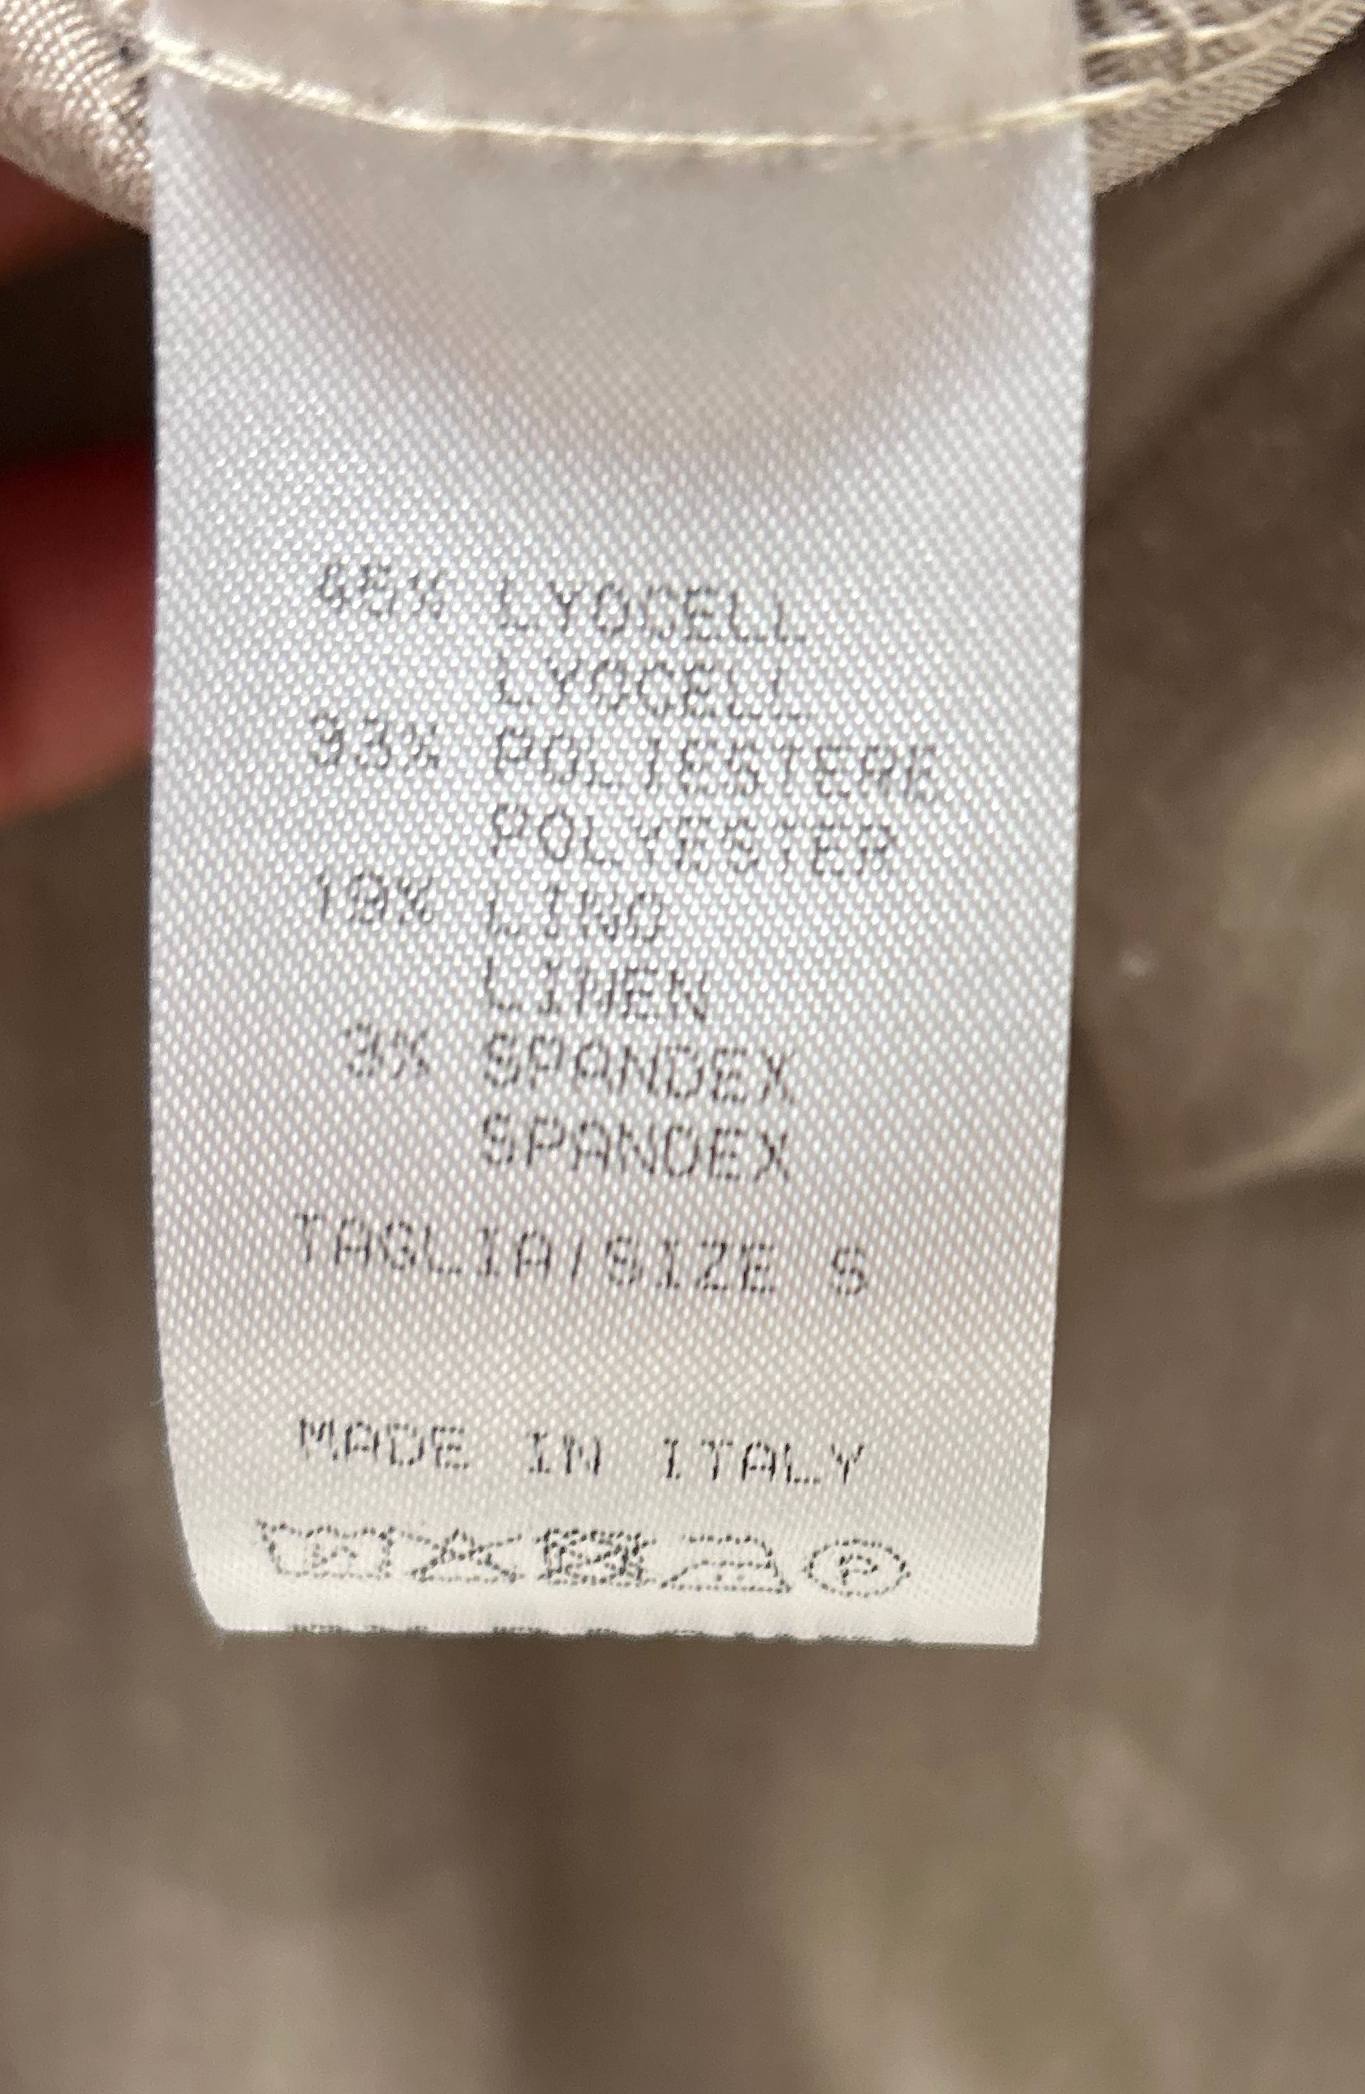 45% LYOCELL
LYOCELL
33% POLIESTERE
POLYESTER
19% LINO
LINEN
3% SPANDEX
SPANDEX
TAGLIA/SIZE S
MADE IN ITALY
P